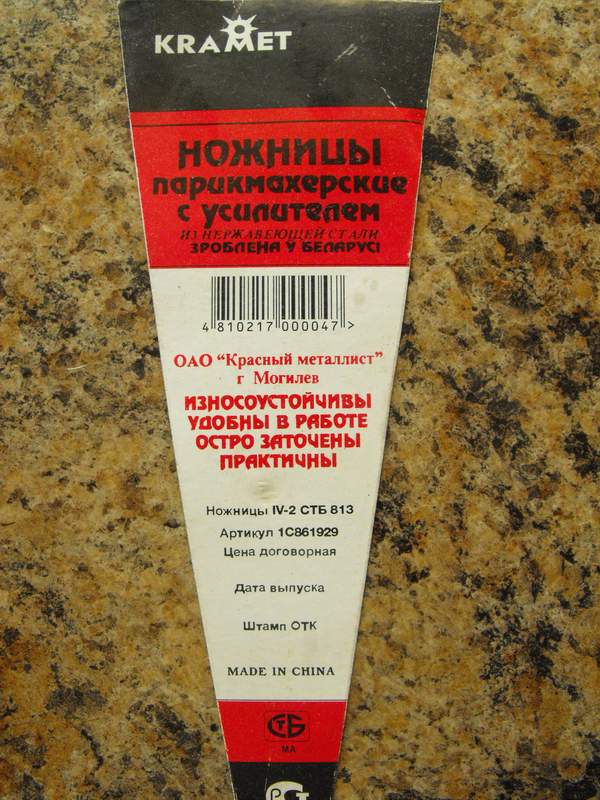 KRAMET
НОЖНИЦЫ
парикмахерские
с усилителем
ИЗ НЕРЖАВЕЮЩЕЙ СТАЛИ
ЗРОБЛЕНА Ў БЕЛАРУСІ
4 810217 000047 >
ОАО “Красный металлист”
г Могилев
ИЗНОСОУСТОЙЧИВЫ
УДОБНЫ В РАБОТЕ
ОСТРО ЗАТОЧЕНЫ
ПРАКТИЧНЫ
Ножницы IV-2 СТБ 813
Артикул 1С861929
Цена договорная
Дата выпуска
Штамп ОТК
MADE IN CHINA
СТБ
МА
РСТ